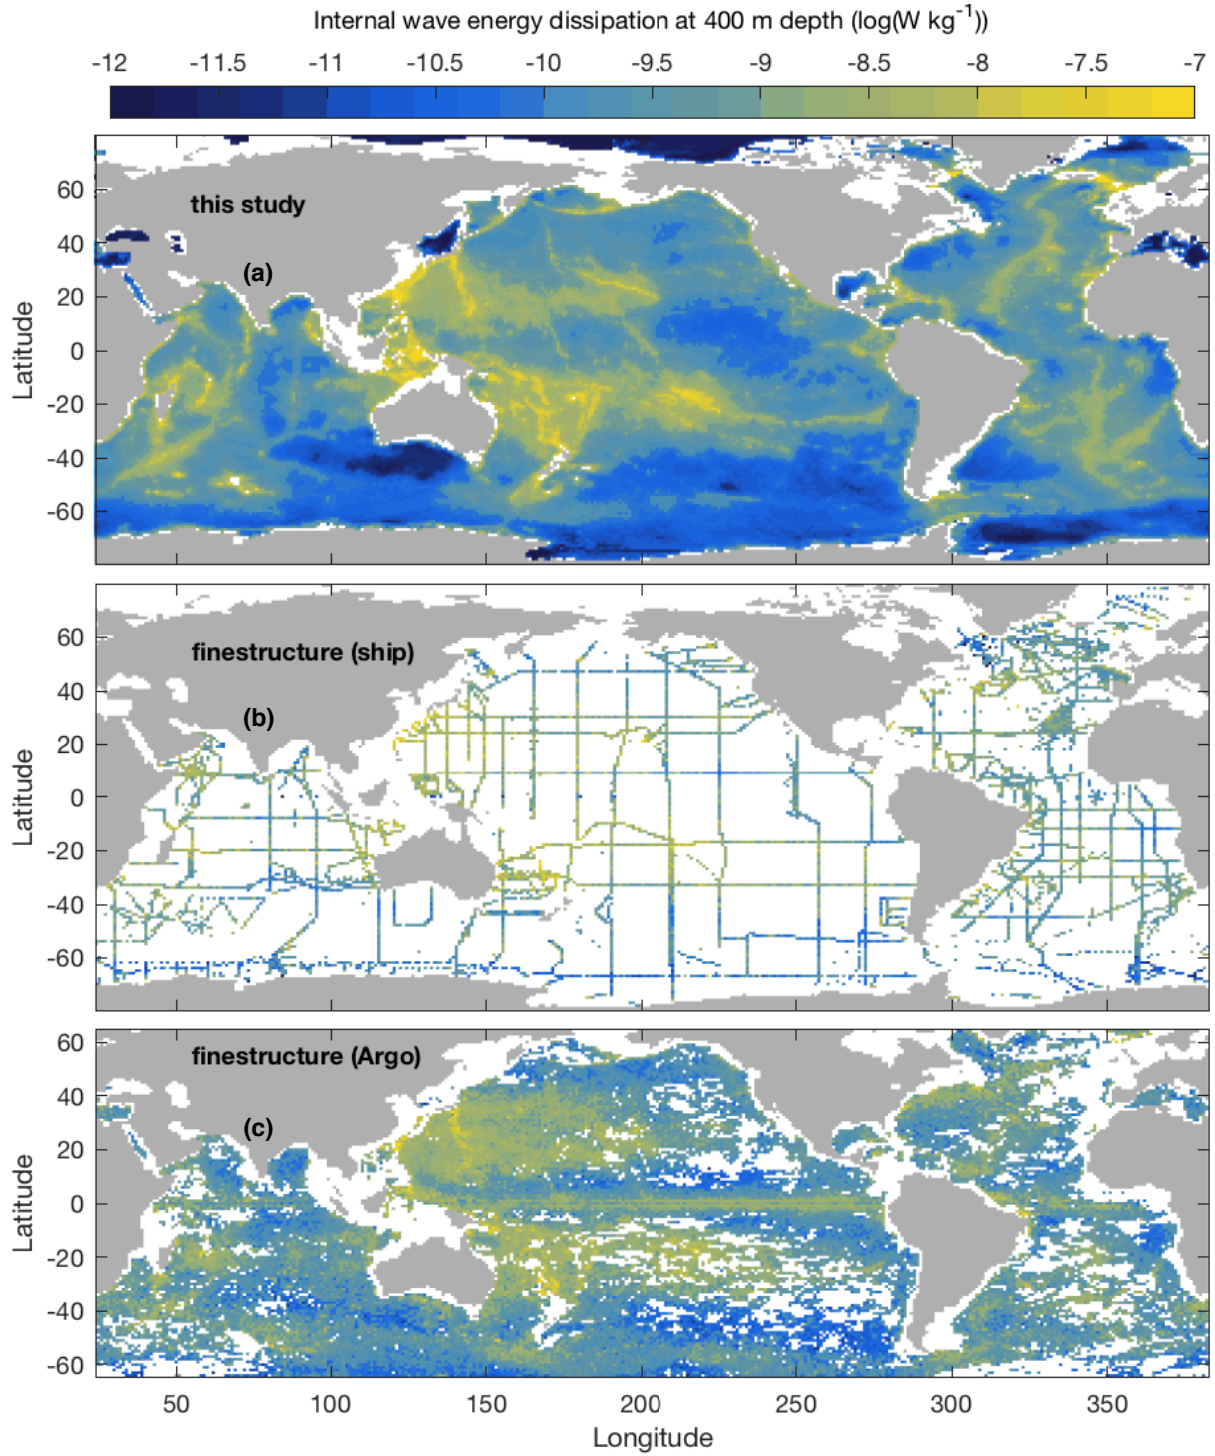 Internal wave energy dissipation at 400 m depth (log(W kg⁻¹))
-12 -11.5 -11 -10.5 -10 -9.5 -9 -8.5 -8 -7.5 -7
60
this study
40
(a)
20
Latitude
0
-20
-40
-60
60
finestructure (ship)
40
(b)
20
Latitude
0
-20
-40
-60
60
finestructure (Argo)
40
(c)
20
Latitude
0
-20
-40
-60
50 100 150 200 250 300 350
Longitude